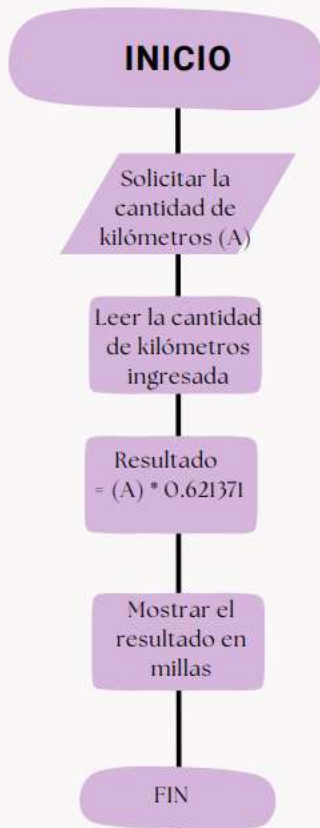 INICIO
Solicitar la
cantidad de
kilómetros (A)
Leer la cantidad
de kilómetros
ingresada
Resultado
= (A) * 0.621371
Mostrar el
resultado en
millas
FIN